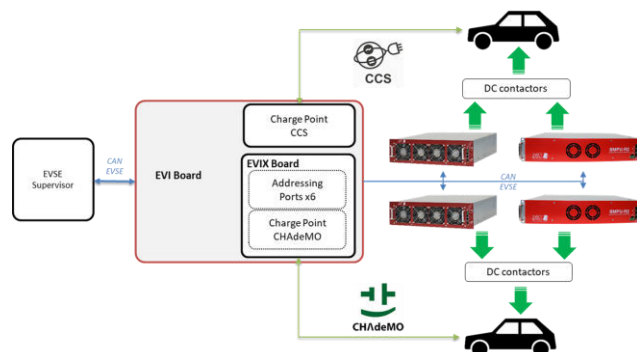 CCS
DC contactors
Charge Point
CCS
EVSE
Supervisor
CAN
EVSE
EVI Board
EVIX Board
Addressing
Ports x6
Charge Point
CHAdeMO
CAN
EVSE
DC contactors
CHΛdeMO